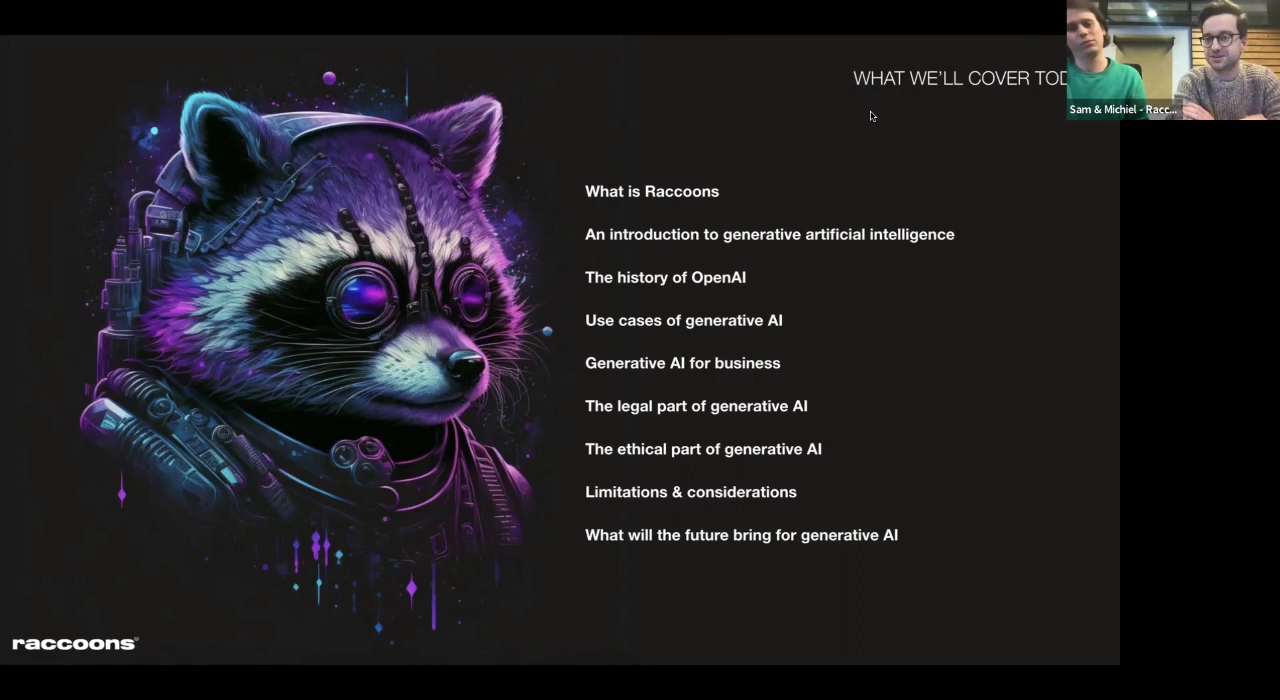 WHAT WE'LL COVER TOD
Sam & Michiel - Racc...
What is Raccoons
An introduction to generative artificial intelligence
The history of OpenAI
Use cases of generative AI
Generative AI for business
The legal part of generative AI
The ethical part of generative AI
Limitations & considerations
What will the future bring for generative AI
raccoons®